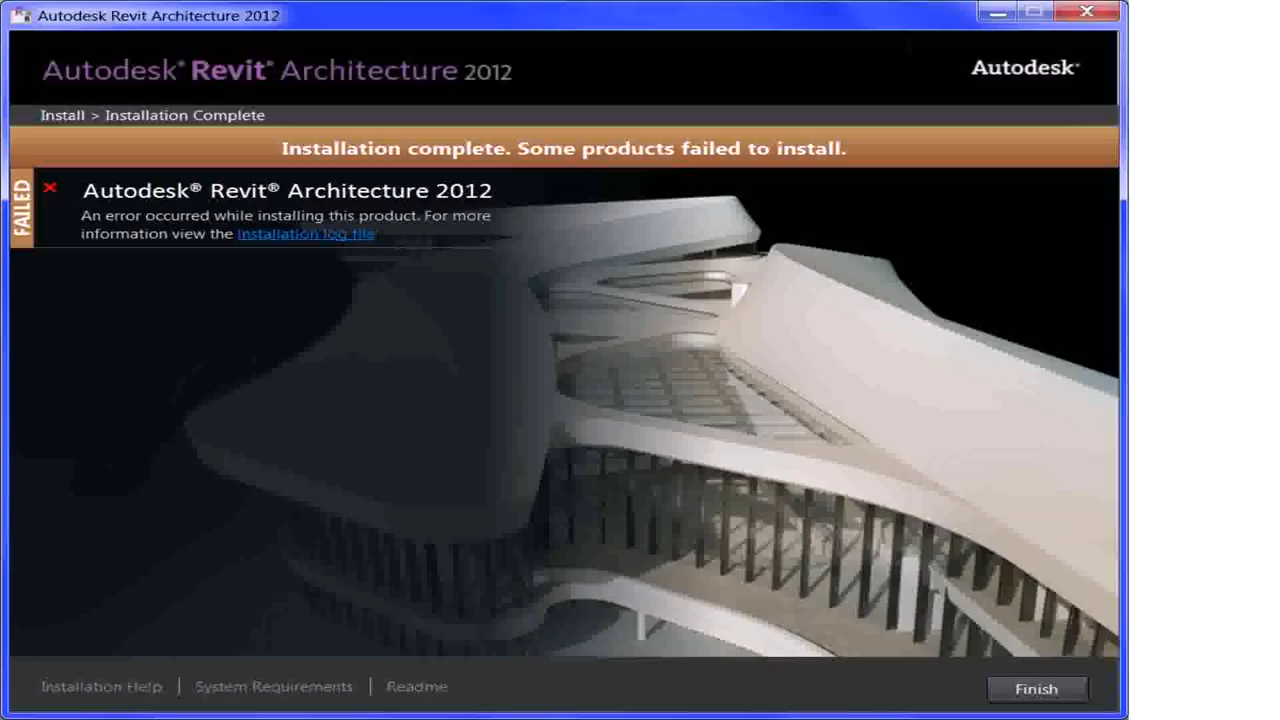 Autodesk Revit Architecture 2012
Autodesk® Revit® Architecture 2012
Autodesk®
Install > Installation Complete
Installation complete. Some products failed to install.
FAILED
Autodesk® Revit® Architecture 2012
An error occurred while installing this product. For more
information view the Installation log file
Installation Help | System Requirements | Readme
Finish